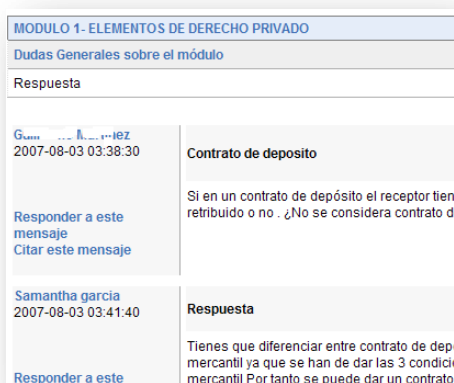 MODULO 1- ELEMENTOS DE DERECHO PRIVADO
Dudas Generales sobre el módulo
Respuesta
2007-08-03 03:38:30
Contrato de deposito
Si en un contrato de depósito el receptor tien
retribuido o no . ¿No se considera contrato d
Responder a este
mensaje
Citar este mensaje
Samantha garcia
2007-08-03 03:41:40
Respuesta
Tienes que diferenciar entre contrato de dep
mercantil ya que se han de dar las 3 condici
mercantil Por tanto se puede dar un contrato
Responder a este